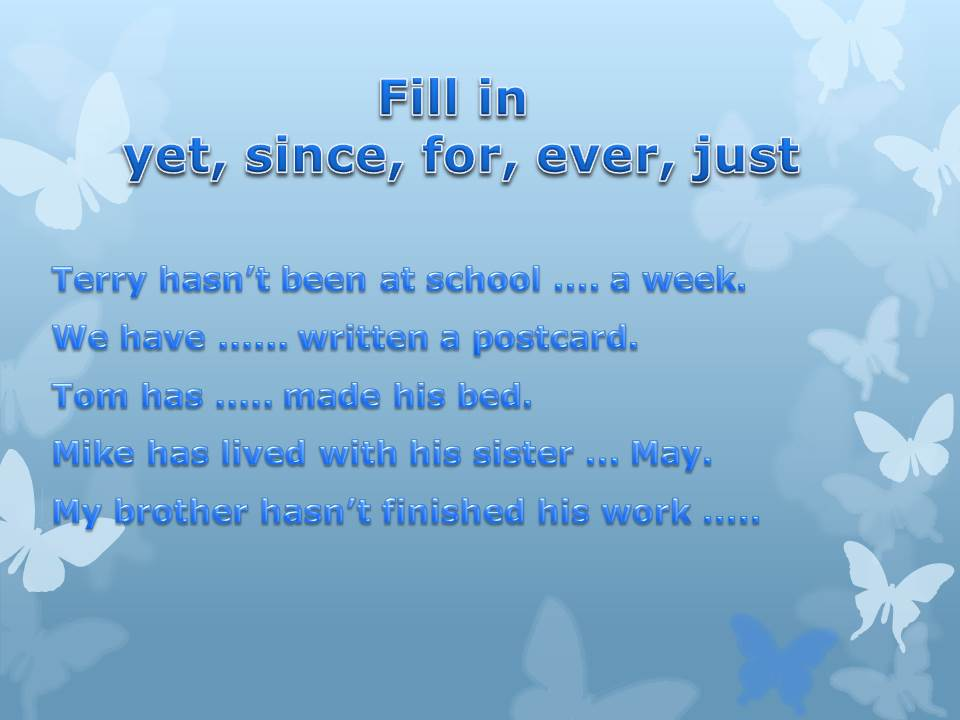 Fill in
yet, since, for, ever, just
Terry hasn’t been at school .... a week.
We have ...... written a postcard.
Tom has ..... made his bed.
Mike has lived with his sister ... May.
My brother hasn’t finished his work .....